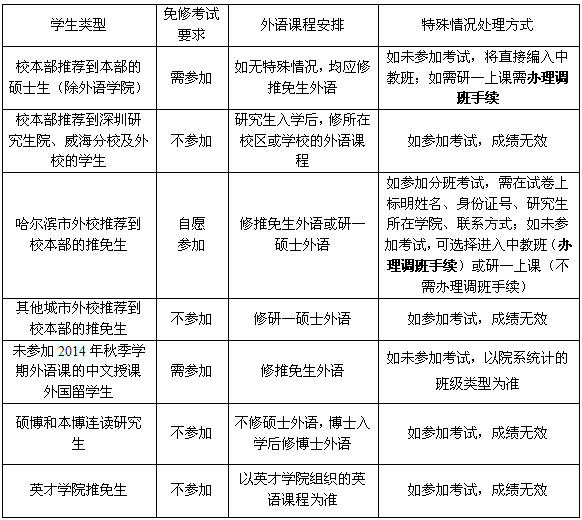 学生类型
免修考试
要求
外语课程安排
特殊情况处理方式
校本部推荐到本部的
硕士生（除外语学院）
需参加
如无特殊情况，均应修
推免生外语
如未参加考试，将直接编入中
教班；如需研一上课需办理调
班手续
校本部推荐到深圳研
究生院、威海分校及外
校的学生
不参加
研究生入学后，修所在
校区或学校的外语课
程
如参加考试，成绩无效
哈尔滨市外校推荐到
校本部的推免生
自愿
参加
修推免生外语或研一
硕士外语
如参加分班考试，需在试卷上
标明姓名、身份证号、研究生
所在学院、联系方式；如未参
加考试，可选择进入中教班（办
理调班手续）或研一上课（不
需办理调班手续）
其他城市外校推荐到
校本部的推免生
不参加
修研一硕士外语
如参加考试，成绩无效
未参加 2014 年秋季学
期外语课的中文授课
外国留学生
需参加
修推免生外语
如未参加考试，以院系统计的
班级类型为准
硕博和本博连读研究
生
不参加
不修硕士外语，博士入
学后修博士外语
如参加考试，成绩无效
英才学院推免生
不参加
以英才学院组织的英
语课程为准
如参加考试，成绩无效